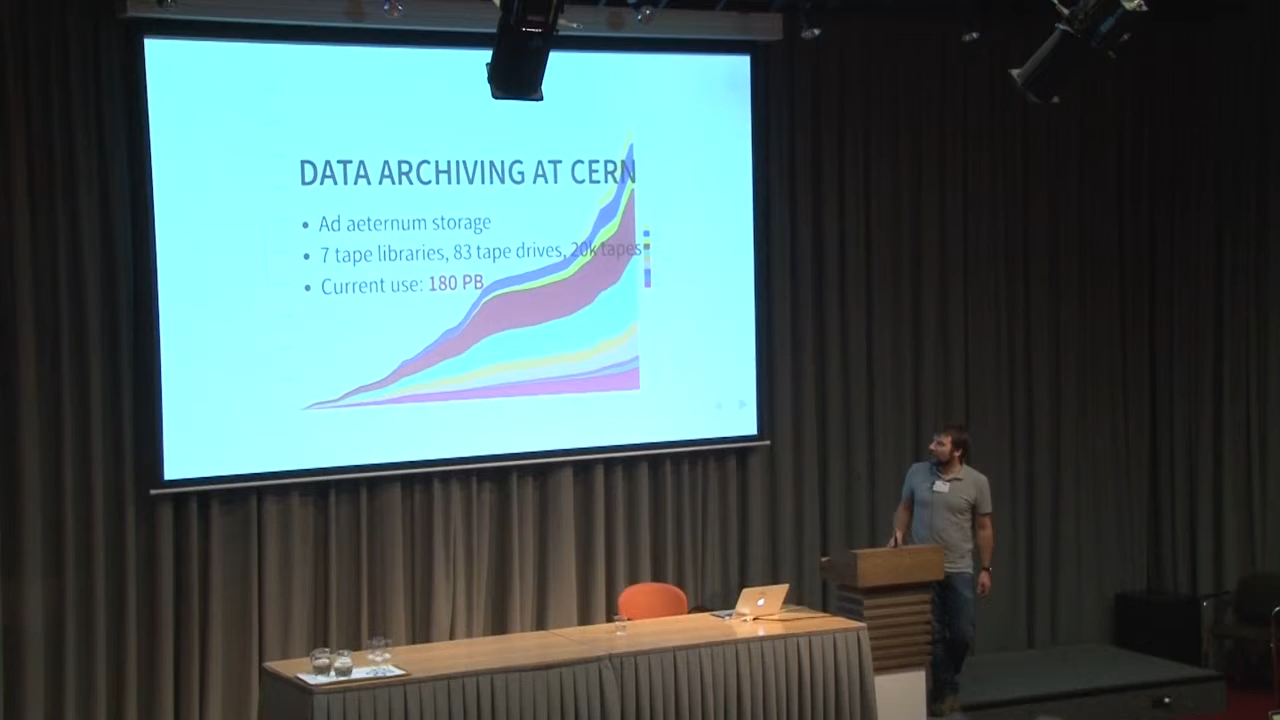 DATA ARCHIVING AT CERN
• Ad aeternum storage
• 7 tape libraries, 83 tape drives, 20k tapes
• Current use: 180 PB